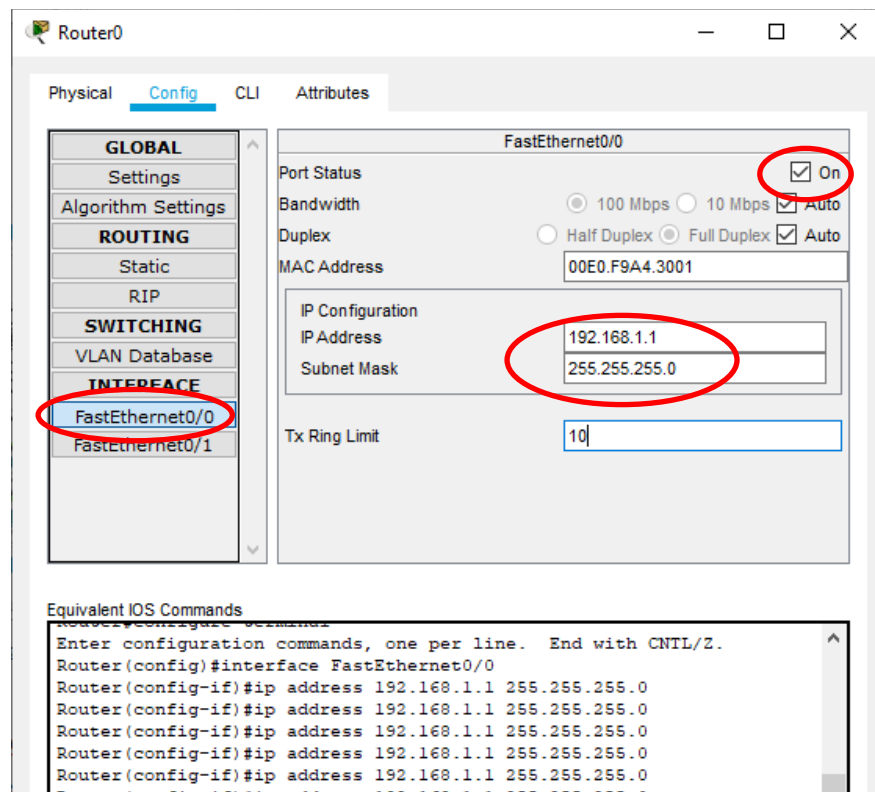 Router0
Physical Config CLI Attributes
GLOBAL
Settings
Algorithm Settings
ROUTING
Static
RIP
SWITCHING
VLAN Database
INTERFACE
FastEthernet0/0
FastEthernet0/1
FastEthernet0/0
Port Status On
Bandwidth 100 Mbps 10 Mbps Auto
Duplex Half Duplex Full Duplex Auto
MAC Address 00E0.F9A4.3001
IP Configuration
IP Address 192.168.1.1
Subnet Mask 255.255.255.0
Tx Ring Limit 10
Equivalent IOS Commands
Router#configure terminal
Enter configuration commands, one per line. End with CNTL/Z.
Router(config)#interface FastEthernet0/0
Router(config-if)#ip address 192.168.1.1 255.255.255.0
Router(config-if)#ip address 192.168.1.1 255.255.255.0
Router(config-if)#ip address 192.168.1.1 255.255.255.0
Router(config-if)#ip address 192.168.1.1 255.255.255.0
Router(config-if)#ip address 192.168.1.1 255.255.255.0